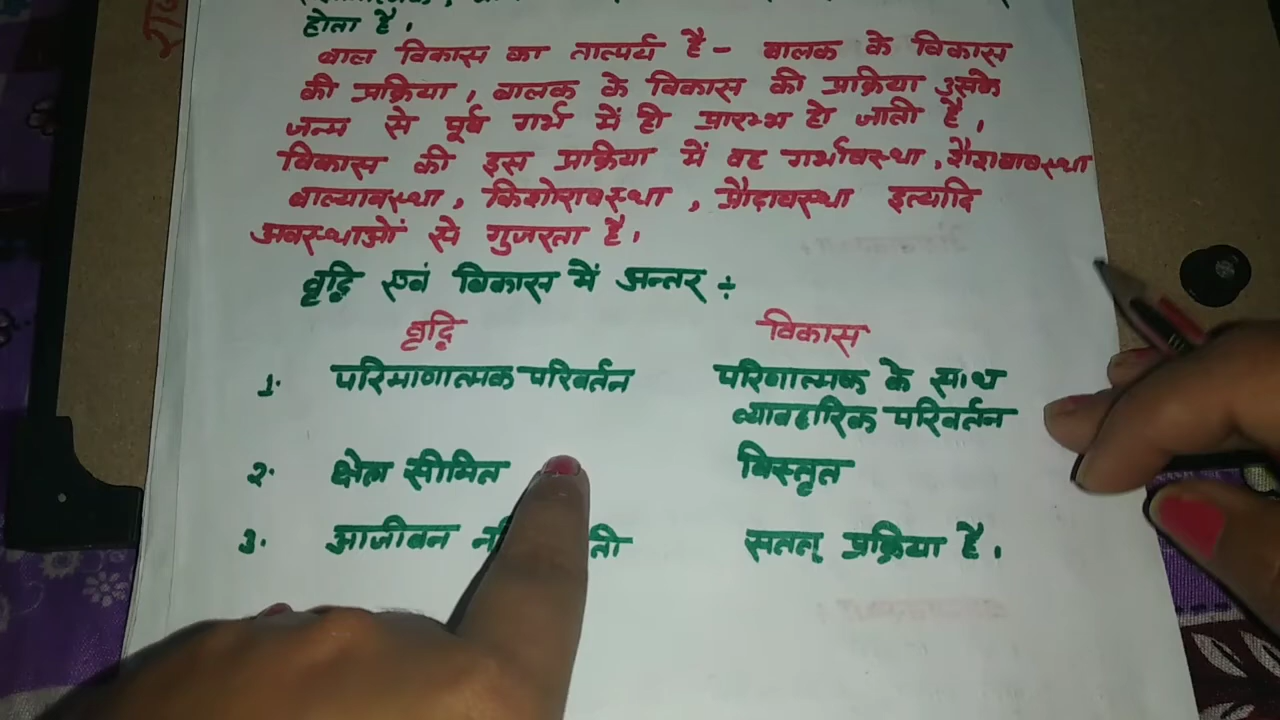 होता है।
बाल विकास का तात्पर्य है - बालक के विकास
की प्रक्रिया, बालक के विकास की प्रक्रिया उसके
जन्म से पूर्व गर्भ में ही प्रारम्भ हो जाती है,
विकास की इस प्रक्रिया में वह गर्भावस्था, शैशवावस्था
बाल्यावस्था, किशोरावस्था, प्रौढावस्था इत्यादि
अवस्थाओं से गुजरता है।
वृद्धि एवं विकास में अन्तर ÷
वृद्धि विकास
1. परिमाणात्मक परिवर्तन परिणात्मक के साथ
व्यावहारिक परिवर्तन
२. क्षेत्र सीमित विस्तृत
३. आजीवन सतत् प्रक्रिया है।